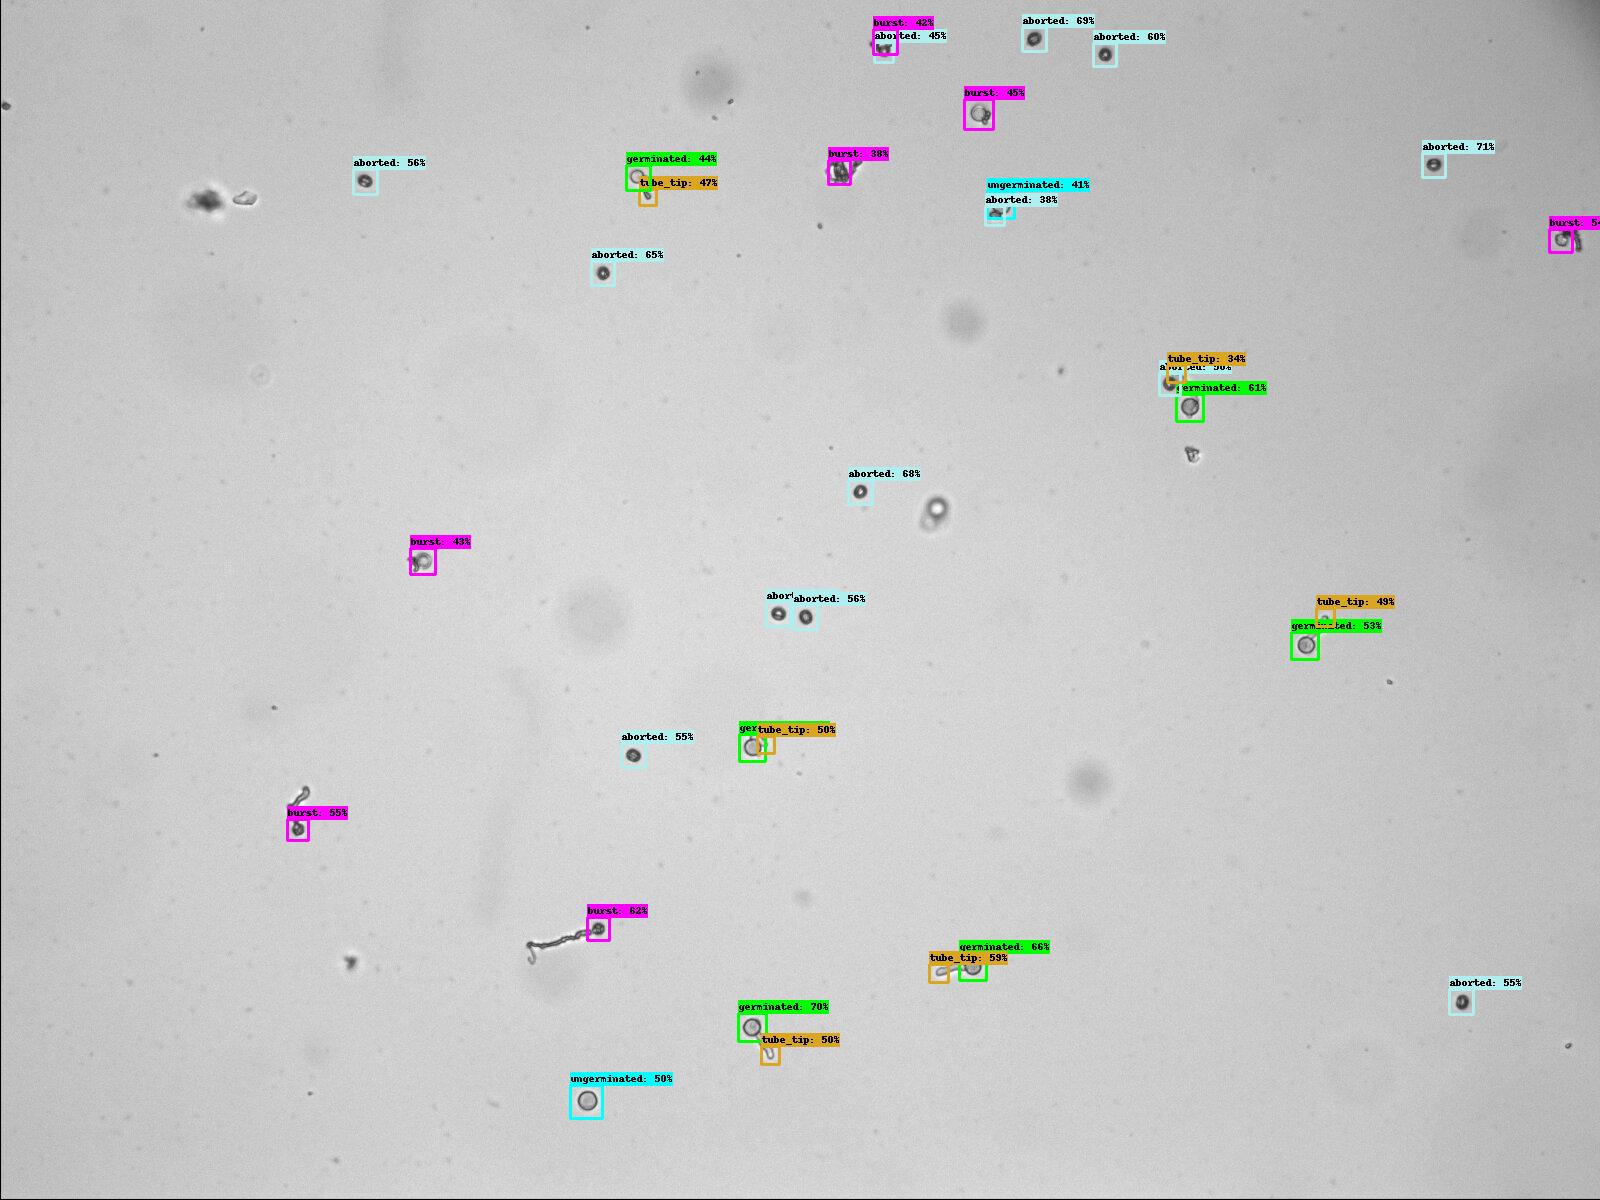 burst: 42%
aborted: 69%
aborted: 45%
aborted: 60%
burst: 45%
aborted: 71%
burst: 38%
germinated: 44%
aborted: 56%
tube_tip: 47%
ungerminated: 41%
aborted: 38%
burst:
aborted: 65%
tube_tip: 34%
germinated: 61%
aborted: 68%
burst: 43%
aborted: 56%
tube_tip: 49%
germinated: 53%
tube_tip: 50%
aborted: 55%
burst: 55%
burst: 62%
germinated: 66%
tube_tip: 59%
aborted: 55%
germinated: 70%
tube_tip: 50%
ungerminated: 50%